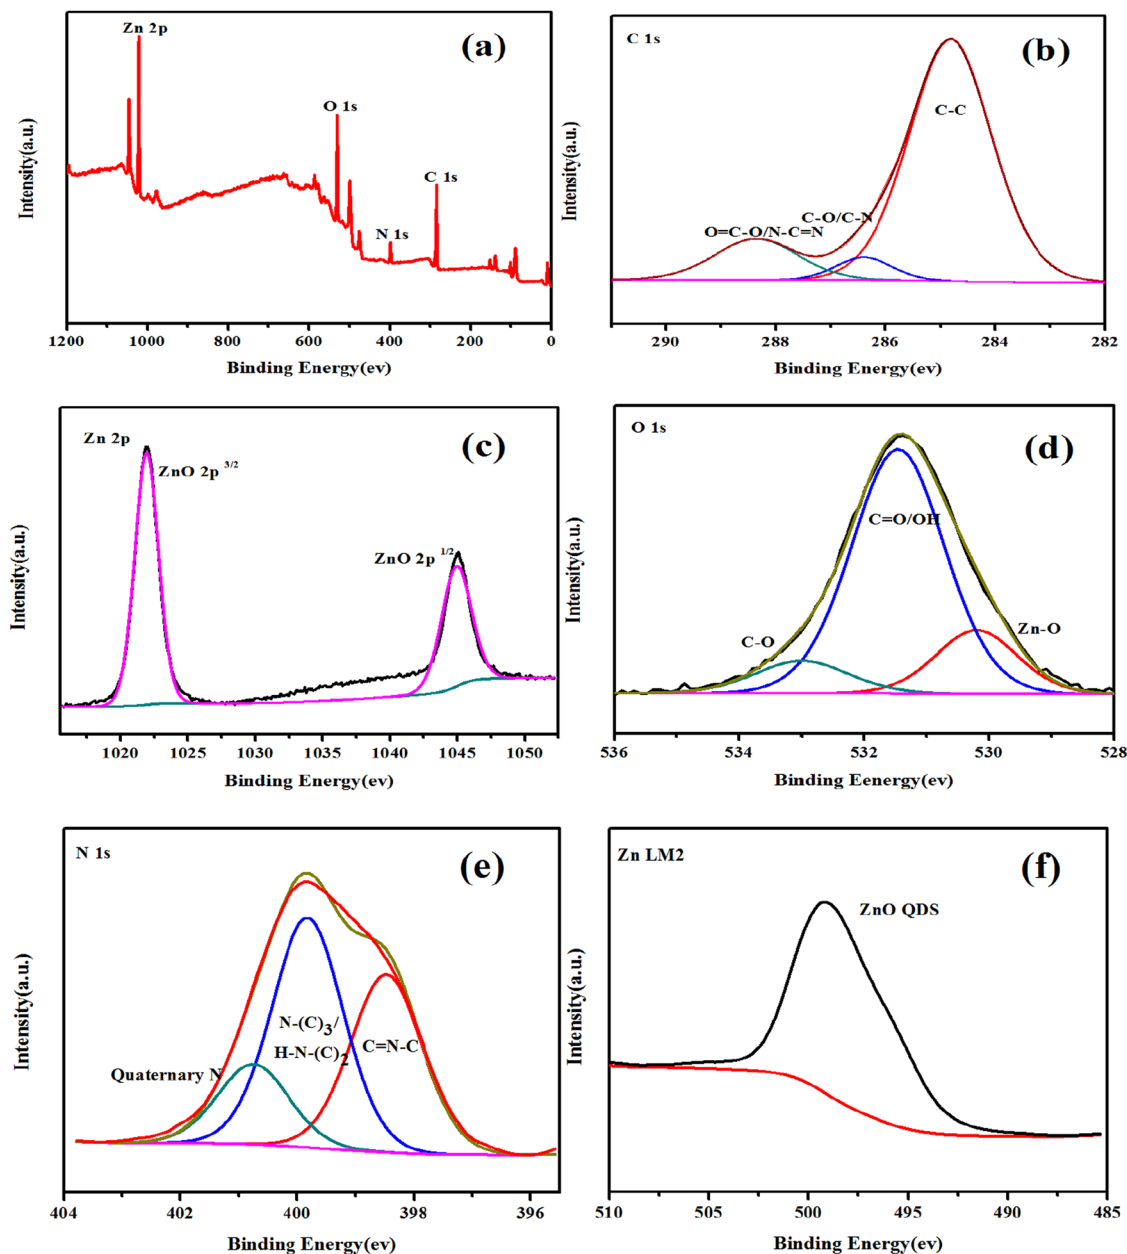 (a)
Zn 2p
O 1s
C 1s
N 1s
Intensity(a.u.)
1200 1000 800 600 400 200 0
Binding Energy(ev)
(b)
C 1s
C-C
C-O/C-N
O=C-O/N-C=N
Intensity(a.u.)
290 288 286 284 282
Binding Energy(ev)
(c)
Zn 2p
ZnO 2p 3/2
ZnO 2p 1/2
Intensity(a.u.)
1020 1025 1030 1035 1040 1045 1050
Binding Energy(ev)
(d)
O 1s
C=O/OH
C-O
Zn-O
Intensity(a.u.)
536 534 532 530 528
Binding Eenergy(ev)
(e)
N 1s
N-(C)3/
H-N-(C)2
C=N-C
Quaternary N
Intensity(a.u.)
404 402 400 398 396
Binding Energy(ev)
(f)
Zn LM2
ZnO QDS
Intensity(a.u.)
510 505 500 495 490 485
Binding Energy(ev)